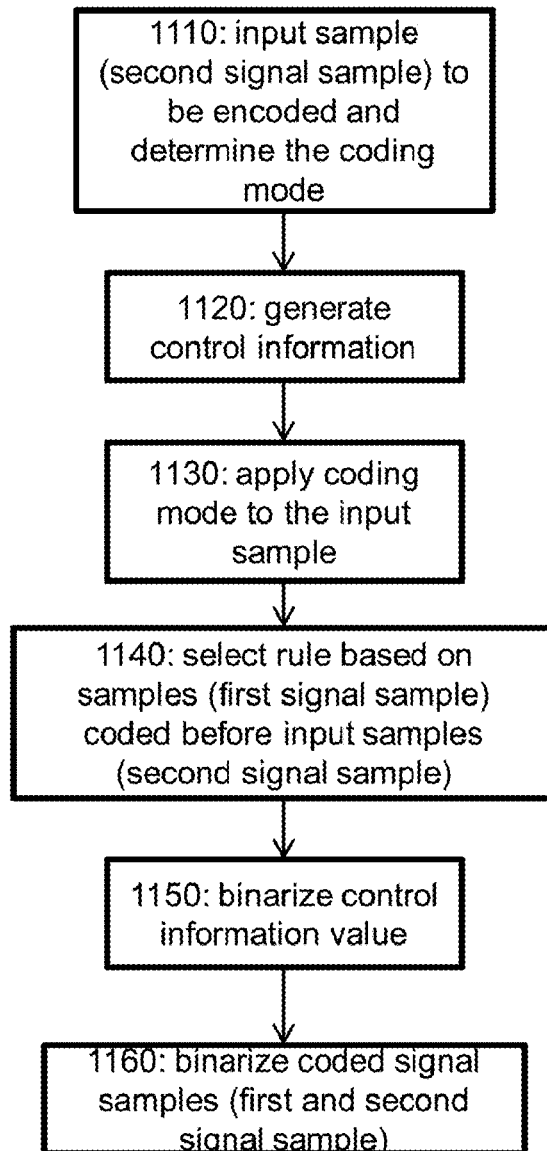 1110: input sample
(second signal sample) to
be encoded and
determine the coding
mode
1120: generate
control information
1130: apply coding
mode to the input
sample
1140: select rule based on
samples (first signal sample)
coded before input samples
(second signal sample)
1150: binarize control
information value
1160: binarize coded signal
samples (first and second
signal sample)